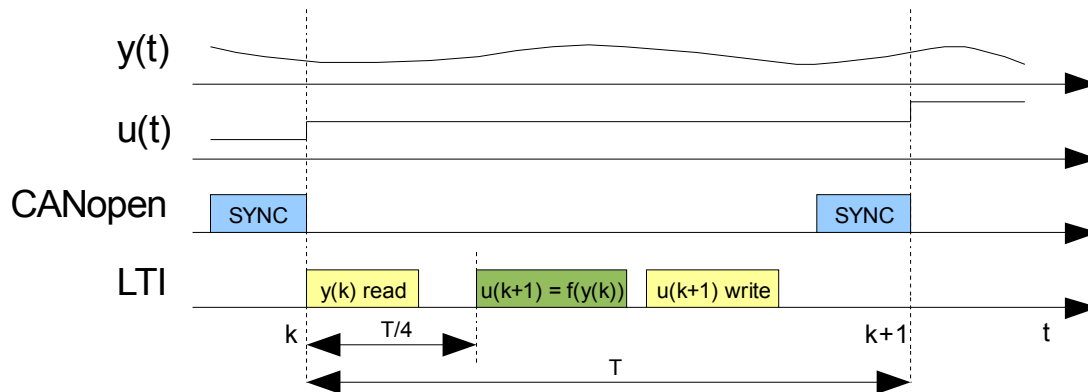 y(t)
u(t)
CANopen
SYNC
SYNC
LTI
y(k) read
u(k+1) = f(y(k))
u(k+1) write
k
T/4
k+1
t
T